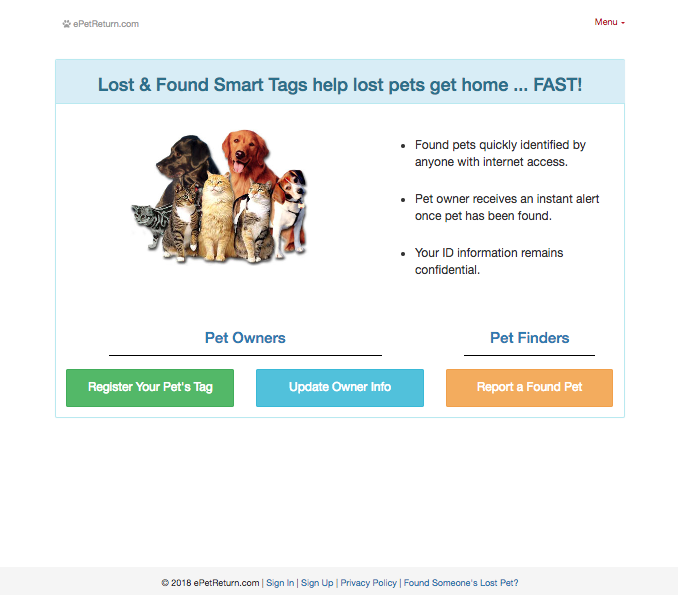 ePetReturn.com
Menu
Lost & Found Smart Tags help lost pets get home ... FAST!
Found pets quickly identified by
anyone with internet access.
Pet owner receives an instant alert
once pet has been found.
Your ID information remains
confidential.
Pet Owners
Pet Finders
Register Your Pet's Tag
Update Owner Info
Report a Found Pet
© 2018 ePetReturn.com | Sign In | Sign Up | Privacy Policy | Found Someone's Lost Pet?